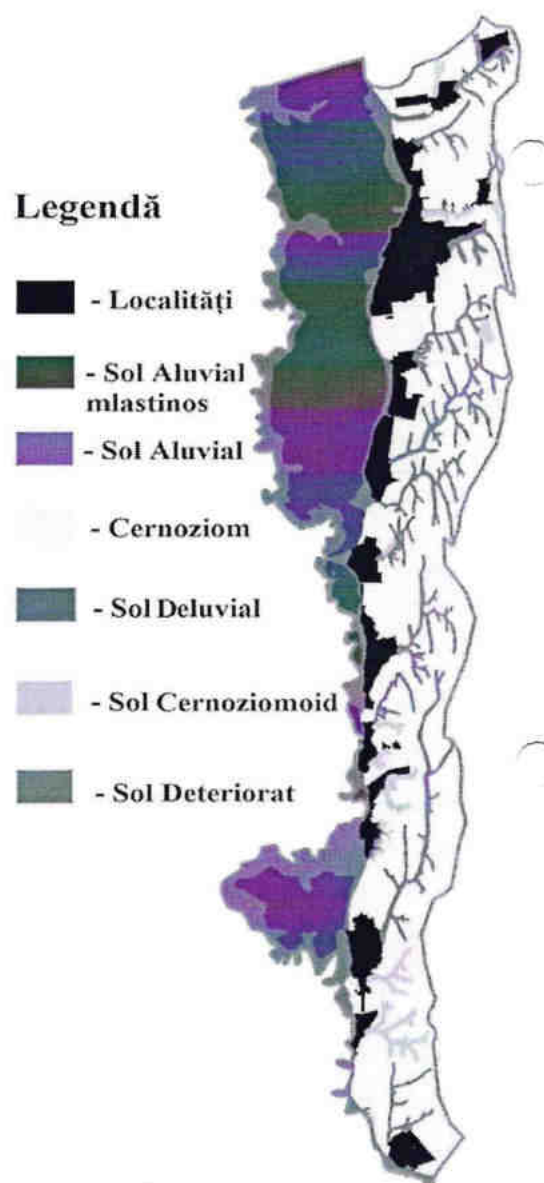 Legendă
- Localități
- Sol Aluvial
mlastinos
- Sol Aluvial
- Cernoziom
- Sol Deluvial
- Sol Cernoziomoid
- Sol Deteriorat